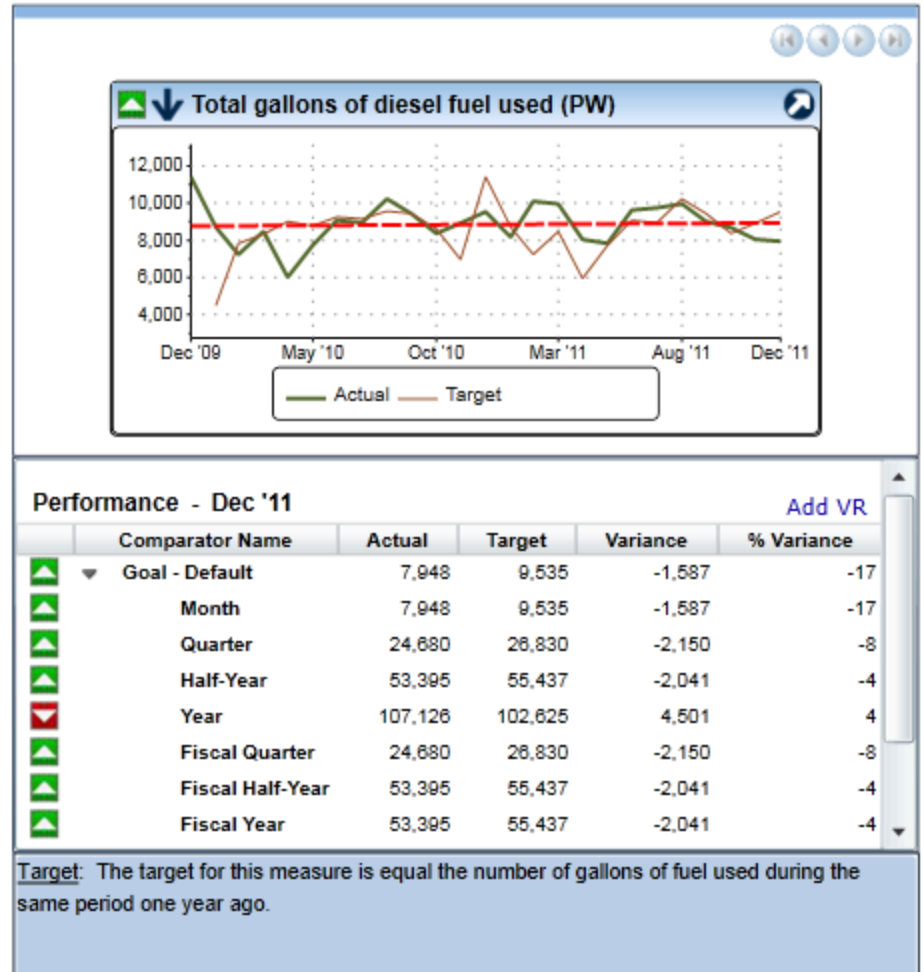 Total gallons of diesel fuel used (PW)
12,000
10,000
8,000
6,000
4,000
Dec '09 May '10 Oct '10 Mar '11 Aug '11 Dec '11
Actual Target
Performance - Dec '11 Add VR
Comparator Name Actual Target Variance % Variance
Goal - Default 7,948 9,535 -1,587 -17
Month 7,948 9,535 -1,587 -17
Quarter 24,680 26,830 -2,150 -8
Half-Year 53,395 55,437 -2,041 -4
Year 107,126 102,625 4,501 4
Fiscal Quarter 24,680 26,830 -2,150 -8
Fiscal Half-Year 53,395 55,437 -2,041 -4
Fiscal Year 53,395 55,437 -2,041 -4
Target: The target for this measure is equal the number of gallons of fuel used during the
same period one year ago.